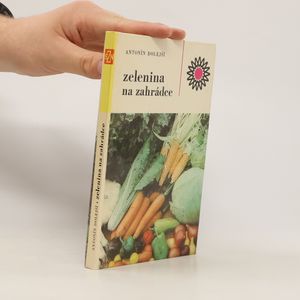 ANTONÍN DOLEJŠÍ
zelenina
na zahrádce
ANTONÍN DOLEJŠÍ • zelenina na zahrádce